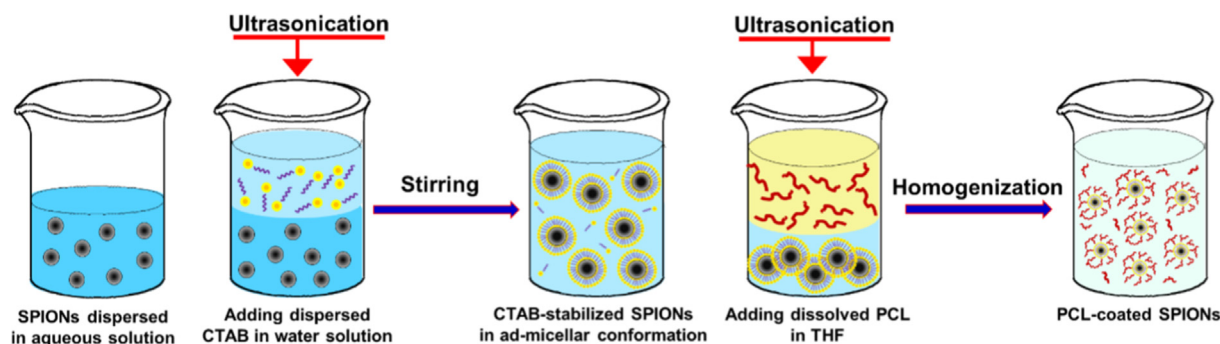 Ultrasonication
Ultrasonication
Stirring
Homogenization
SPIONs dispersed
in aqueous solution
Adding dispersed
CTAB in water solution
CTAB-stabilized SPIONs
in ad-micellar conformation
Adding dissolved PCL
in THF
PCL-coated SPIONs